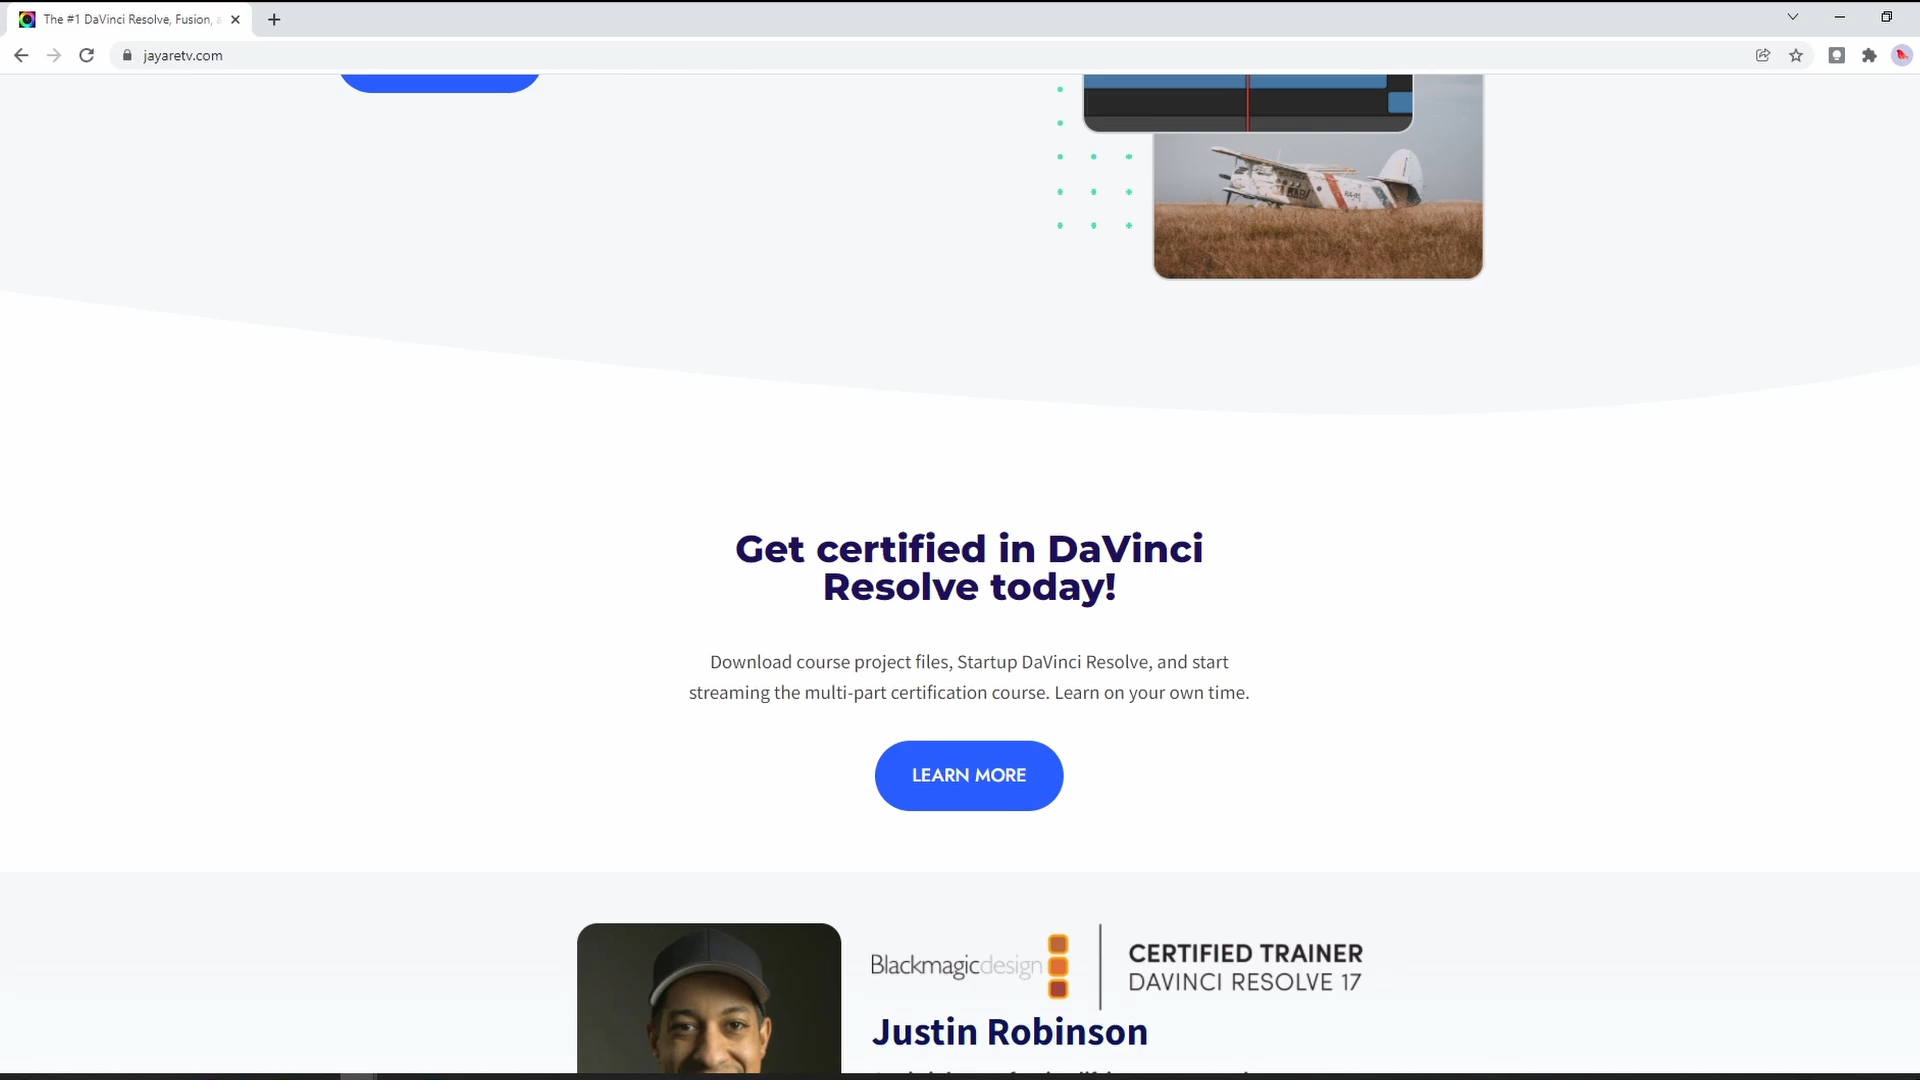 The #1 DaVinci Resolve, Fusion,
jayaretv.com
Get certified in DaVinci
Resolve today!
Download course project files, Startup DaVinci Resolve, and start
streaming the multi-part certification course. Learn on your own time.
LEARN MORE
Blackmagicdesign
CERTIFIED TRAINER
DAVINCI RESOLVE 17
Justin Robinson